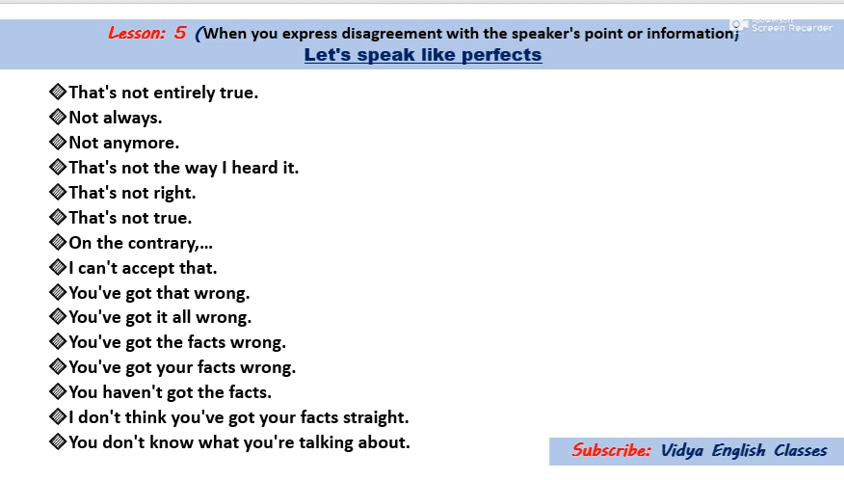 Lesson: 5 (When you express disagreement with the speaker's point or information)
Let's speak like perfects
Screen Recorder
That's not entirely true.
Not always.
Not anymore.
That's not the way I heard it.
That's not right.
That's not true.
On the contrary,...
I can't accept that.
You've got that wrong.
You've got it all wrong.
You've got the facts wrong.
You've got your facts wrong.
You haven't got the facts.
I don't think you've got your facts straight.
You don't know what you're talking about.
Subscribe: Vidya English Classes